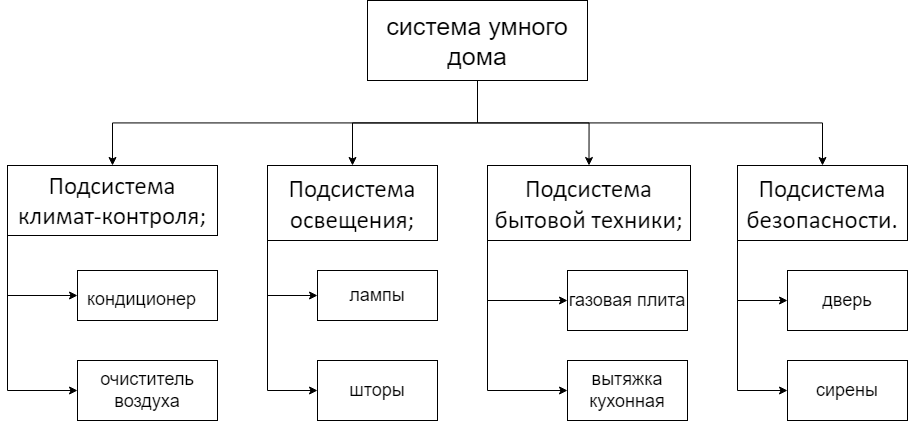 система умного
дома
Подсистема
климат-контроля;
Подсистема
освещения;
Подсистема
бытовой техники;
Подсистема
безопасности.
кондиционер
лампы
газовая плита
дверь
очиститель
воздуха
шторы
вытяжка
кухонная
сирены